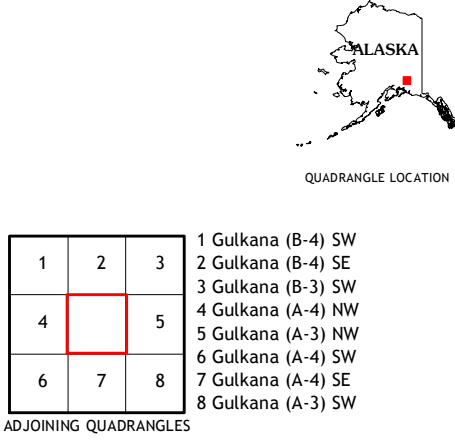 ALASKA
QUADRANGLE LOCATION
1 2 3
4 5
6 7 8
1 Gulkana (B-4) SW
2 Gulkana (B-4) SE
3 Gulkana (B-3) SW
4 Gulkana (A-4) NW
5 Gulkana (A-3) NW
6 Gulkana (A-4) SW
7 Gulkana (A-4) SE
8 Gulkana (A-3) SW
ADJOINING QUADRANGLES